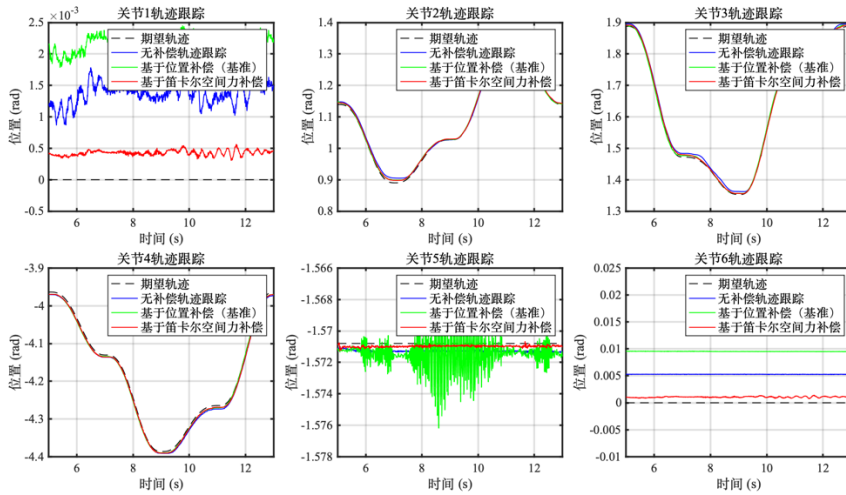 关节1轨迹跟踪
×10⁻³
2.5
2
1.5
1
0.5
0
-0.5
位置 (rad)
6 8 10 12
时间 (s)
期望轨迹
无补偿轨迹跟踪
基于位置补偿（基准）
基于笛卡尔空间力补偿
关节2轨迹跟踪
1.4
1.3
1.2
1.1
1
0.9
0.8
位置 (rad)
6 8 10 12
时间 (s)
期望轨迹
无补偿轨迹跟踪
基于位置补偿（基准）
基于笛卡尔空间力补偿
关节3轨迹跟踪
1.9
1.8
1.7
1.6
1.5
1.4
1.3
位置 (rad)
6 8 10 12
时间 (s)
期望轨迹
无补偿轨迹跟踪
基于位置补偿（基准）
基于笛卡尔空间力补偿
关节4轨迹跟踪
-3.9
-4
-4.1
-4.2
-4.3
-4.4
位置 (rad)
6 8 10 12
时间 (s)
期望轨迹
无补偿轨迹跟踪
基于位置补偿（基准）
基于笛卡尔空间力补偿
关节5轨迹跟踪
-1.566
-1.568
-1.57
-1.572
-1.574
-1.576
-1.578
位置 (rad)
6 8 10 12
时间 (s)
期望轨迹
无补偿轨迹跟踪
基于位置补偿（基准）
基于笛卡尔空间力补偿
关节6轨迹跟踪
0.025
0.02
0.015
0.01
0.005
0
-0.005
-0.01
位置 (rad)
6 8 10 12
时间 (s)
期望轨迹
无补偿轨迹跟踪
基于位置补偿（基准）
基于笛卡尔空间力补偿